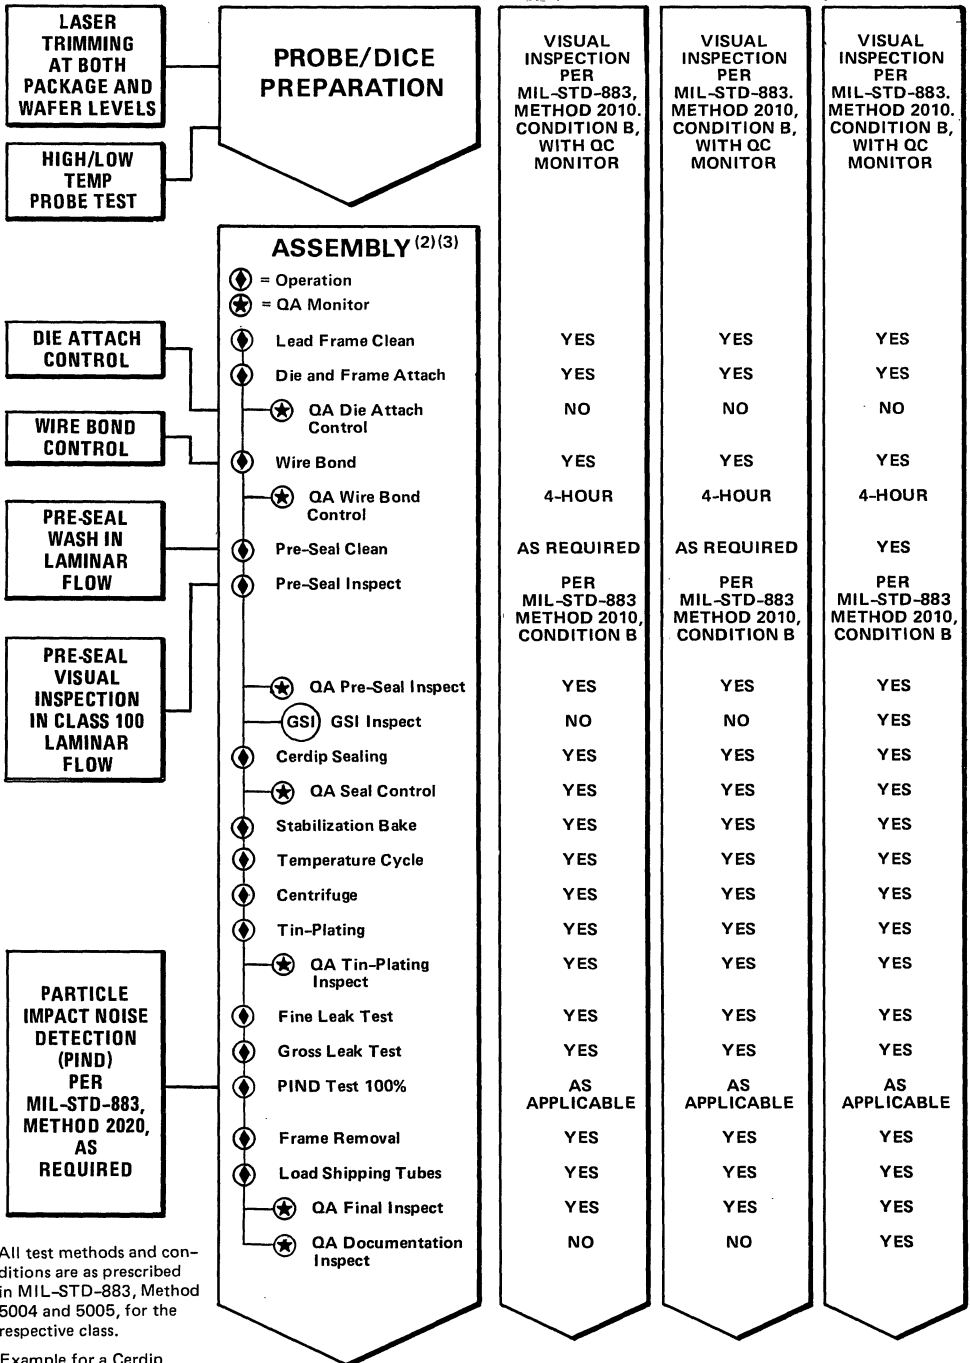 LASER
TRIMMING
AT BOTH
PACKAGE AND
WAFER LEVELS
HIGH/LOW
TEMP
PROBE TEST
PROBE/DICE
PREPARATION
VISUAL
INSPECTION
PER
MIL-STD-883,
METHOD 2010.
CONDITION B,
WITH QC
MONITOR
VISUAL
INSPECTION
PER
MIL-STD-883.
METHOD 2010,
CONDITION B,
WITH QC
MONITOR
VISUAL
INSPECTION
PER
MIL-STD-883.
METHOD 2010.
CONDITION B,
WITH QC
MONITOR
ASSEMBLY (2)(3)
= Operation
= QA Monitor
DIE ATTACH
CONTROL
WIRE BOND
CONTROL
PRE-SEAL
WASH IN
LAMINAR
FLOW
PRE-SEAL
VISUAL
INSPECTION
IN CLASS 100
LAMINAR
FLOW
PARTICLE
IMPACT NOISE
DETECTION
(PIND)
PER
MIL-STD-883,
METHOD 2020,
AS
REQUIRED
Lead Frame Clean YES YES YES
Die and Frame Attach YES YES YES
QA Die Attach NO NO NO
Control
Wire Bond YES YES YES
QA Wire Bond 4-HOUR 4-HOUR 4-HOUR
Control
Pre-Seal Clean AS REQUIRED AS REQUIRED YES
Pre-Seal Inspect PER PER PER
MIL-STD-883 MIL-STD-883 MIL-STD-883
METHOD 2010, METHOD 2010, METHOD 2010,
CONDITION B CONDITION B CONDITION B
QA Pre-Seal Inspect YES YES YES
GSI GSI Inspect NO NO YES
Cerdip Sealing YES YES YES
QA Seal Control YES YES YES
Stabilization Bake YES YES YES
Temperature Cycle YES YES YES
Centrifuge YES YES YES
Tin-Plating YES YES YES
QA Tin-Plating YES YES YES
Inspect
Fine Leak Test YES YES YES
Gross Leak Test YES YES YES
PIND Test 100% AS AS AS
APPLICABLE APPLICABLE APPLICABLE
Frame Removal YES YES YES
Load Shipping Tubes YES YES YES
QA Final Inspect YES YES YES
QA Documentation NO NO YES
Inspect
All test methods and con-
ditions are as prescribed
in MIL-STD-883, Method
5004 and 5005, for the
respective class.
Example for a Cerdip